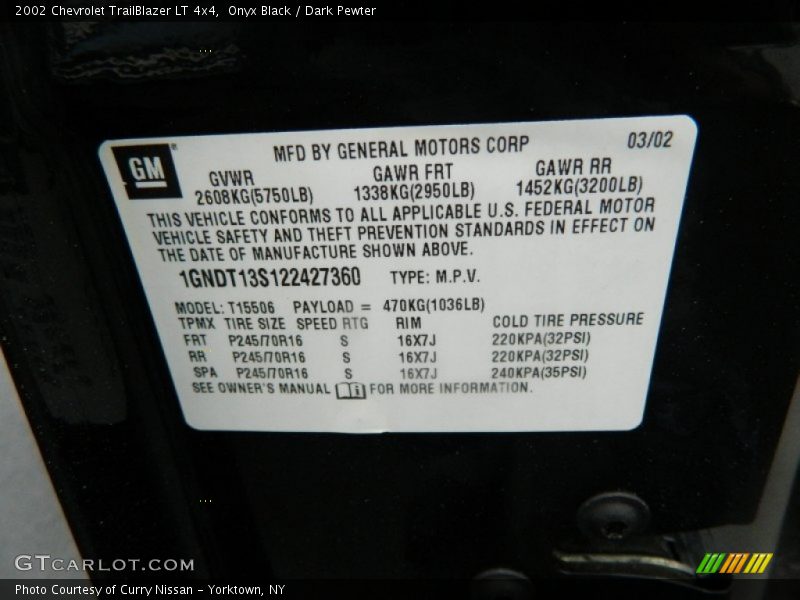 2002 Chevrolet TrailBlazer LT 4x4,  Onyx Black / Dark Pewter
GM
MFD BY GENERAL MOTORS CORP 03/02
GVWR GAWR FRT GAWR RR
2608KG(5750LB) 1338KG(2950LB) 1452KG(3200LB)
THIS VEHICLE CONFORMS TO ALL APPLICABLE U.S. FEDERAL MOTOR
VEHICLE SAFETY AND THEFT PREVENTION STANDARDS IN EFFECT ON
THE DATE OF MANUFACTURE SHOWN ABOVE.
1GNDT13S122427360 TYPE: M.P.V.
MODEL: T15506 PAYLOAD = 470KG(1036LB)
TPMX TIRE SIZE SPEED RTG RIM COLD TIRE PRESSURE
FRT P245/70R16 S 16X7J 220KPA(32PSI)
RR P245/70R16 S 16X7J 220KPA(32PSI)
SPA P245/70R16 S 16X7J 240KPA(35PSI)
SEE OWNER'S MANUAL FOR MORE INFORMATION.
GTCARLOT.COM
Photo Courtesy of Curry Nissan - Yorktown, NY